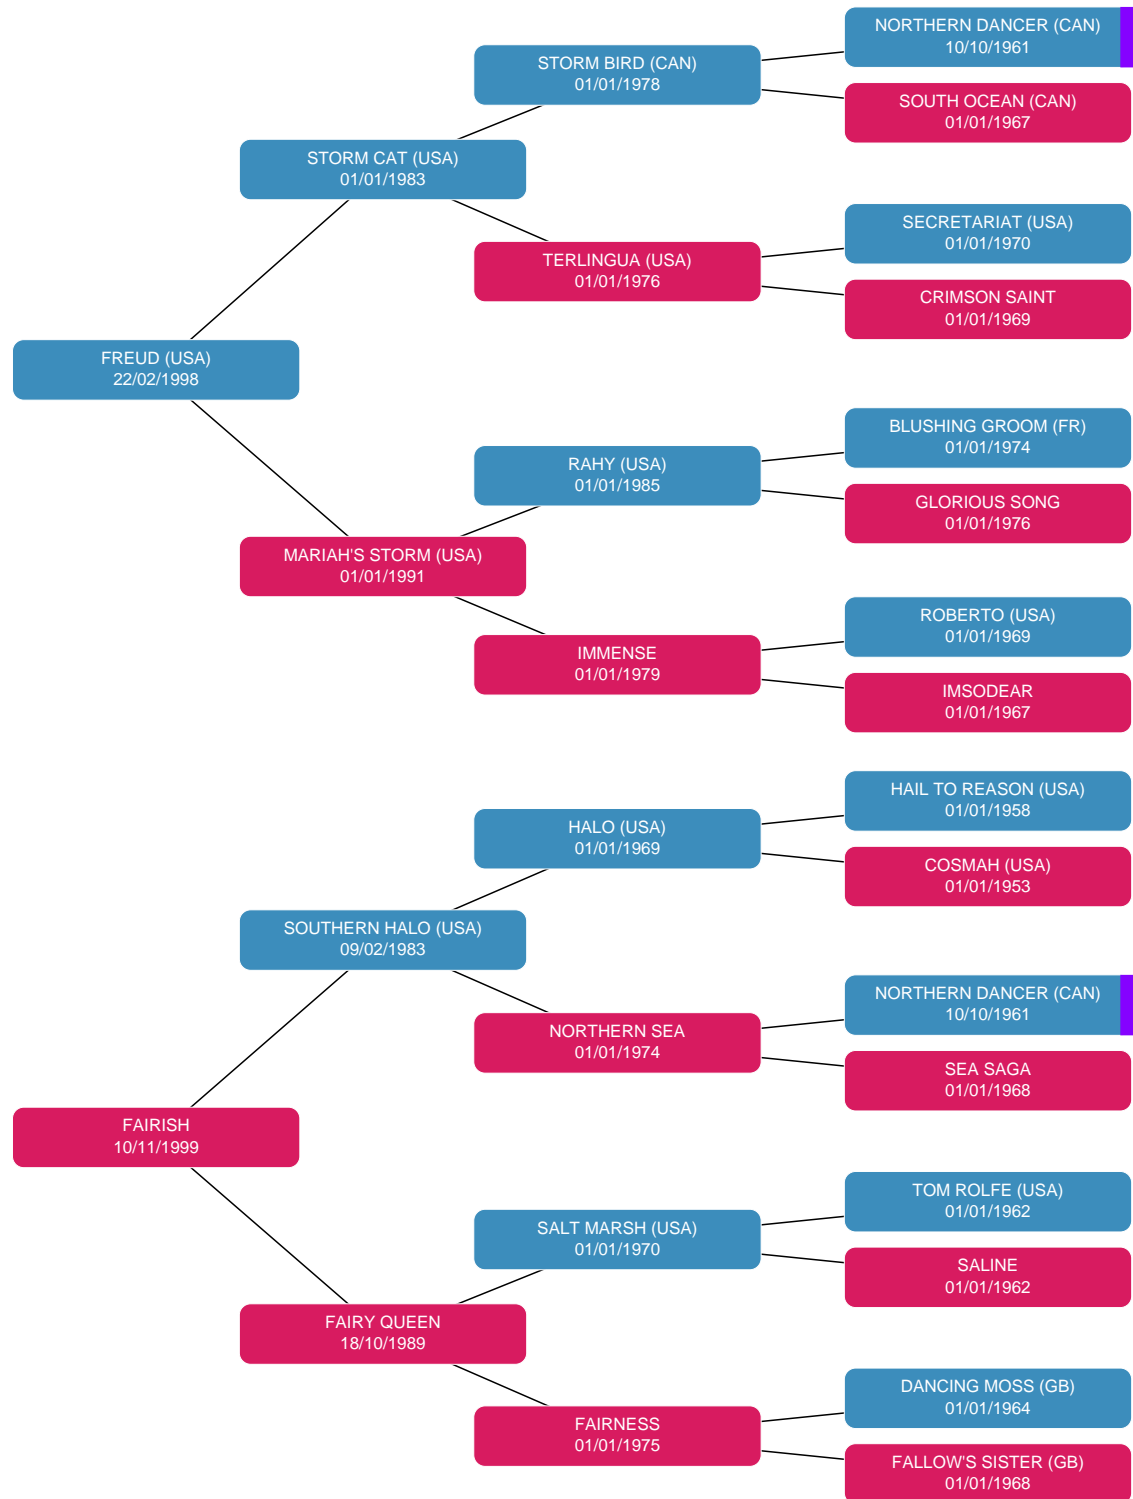 NORTHERN DANCER (CAN)
10/10/1961
STORM BIRD (CAN)
01/01/1978
SOUTH OCEAN (CAN)
01/01/1967
STORM CAT (USA)
01/01/1983
SECRETARIAT (USA)
01/01/1970
TERLINGUA (USA)
01/01/1976
CRIMSON SAINT
01/01/1969
FREUD (USA)
22/02/1998
BLUSHING GROOM (FR)
01/01/1974
RAHY (USA)
01/01/1985
GLORIOUS SONG
01/01/1976
MARIAH'S STORM (USA)
01/01/1991
ROBERTO (USA)
01/01/1969
IMMENSE
01/01/1979
IMSODEAR
01/01/1967
HAIL TO REASON (USA)
01/01/1958
HALO (USA)
01/01/1969
COSMAH (USA)
01/01/1953
SOUTHERN HALO (USA)
09/02/1983
NORTHERN DANCER (CAN)
10/10/1961
NORTHERN SEA
01/01/1974
SEA SAGA
01/01/1968
FAIRISH
10/11/1999
TOM ROLFE (USA)
01/01/1962
SALT MARSH (USA)
01/01/1970
SALINE
01/01/1962
FAIRY QUEEN
18/10/1989
DANCING MOSS (GB)
01/01/1964
FAIRNESS
01/01/1975
FALLOW'S SISTER (GB)
01/01/1968